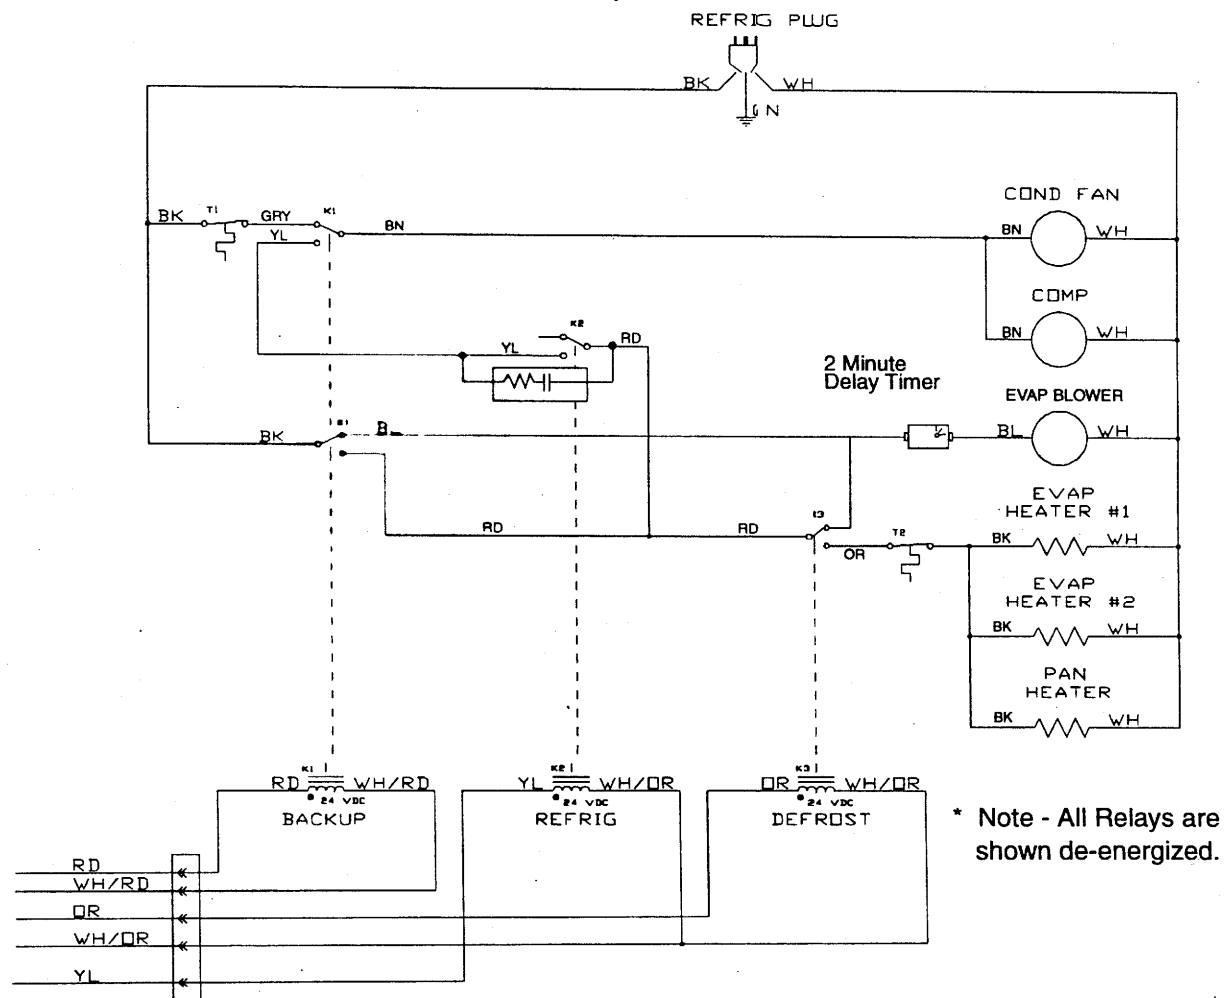 REFRIG PLUG
BK WH
N
COND FAN
BK T1 GRY K1 BN BN WH
YL
COMP
K2 RD BN WH
YL
2 Minute
Delay Timer
EVAP BLOWER
BK BL WH
EVAP
HEATER #1
RD RD T2 BK WH
OR
EVAP
HEATER #2
BK WH
PAN
HEATER
BK WH
K1 K2 K3
RD WH/RD YL WH/OR OR WH/OR
24 VDC 24 VDC 24 VDC
BACKUP REFRIG DEFROST
* Note - All Relays are
shown de-energized.
RD
WH/RD
OR
WH/OR
YL